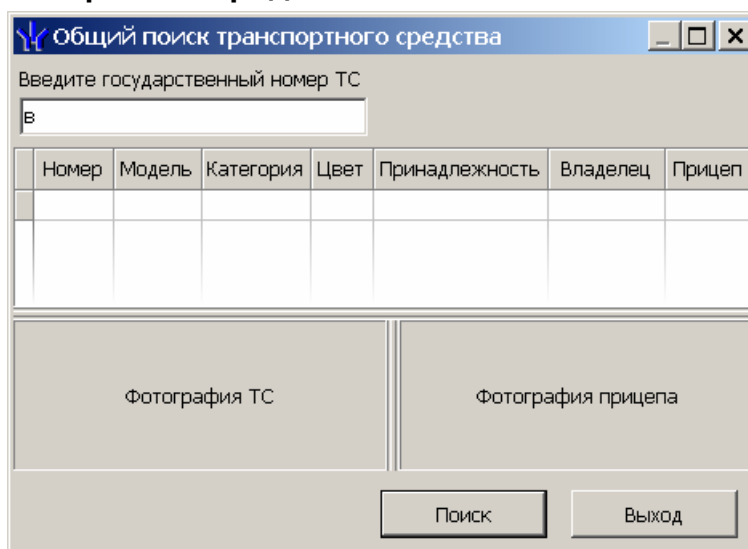 Общий поиск транспортного средства
Введите государственный номер ТС
в
Номер Модель Категория Цвет Принадлежность Владелец Прицеп
Фотография ТС Фотография прицепа
Поиск Выход